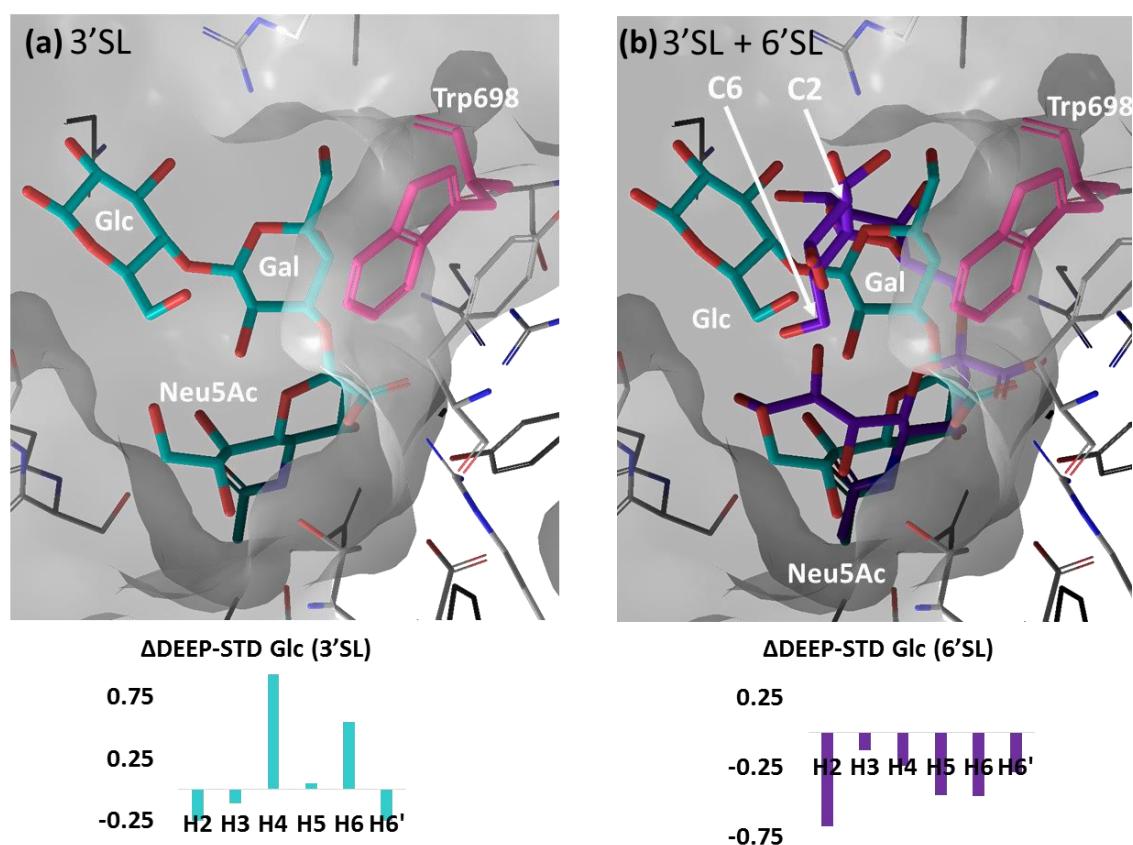 (a) 3’SL
Trp698
Glc
Gal
Neu5Ac
(b) 3’SL + 6’SL
C6
C2
Trp698
Gal
Glc
Neu5Ac
ΔDEEP-STD Glc (3’SL)
0.75
0.25
-0.25
H2 H3 H4 H5 H6 H6'
ΔDEEP-STD Glc (6’SL)
0.25
-0.25
-0.75
H2 H3 H4 H5 H6 H6'